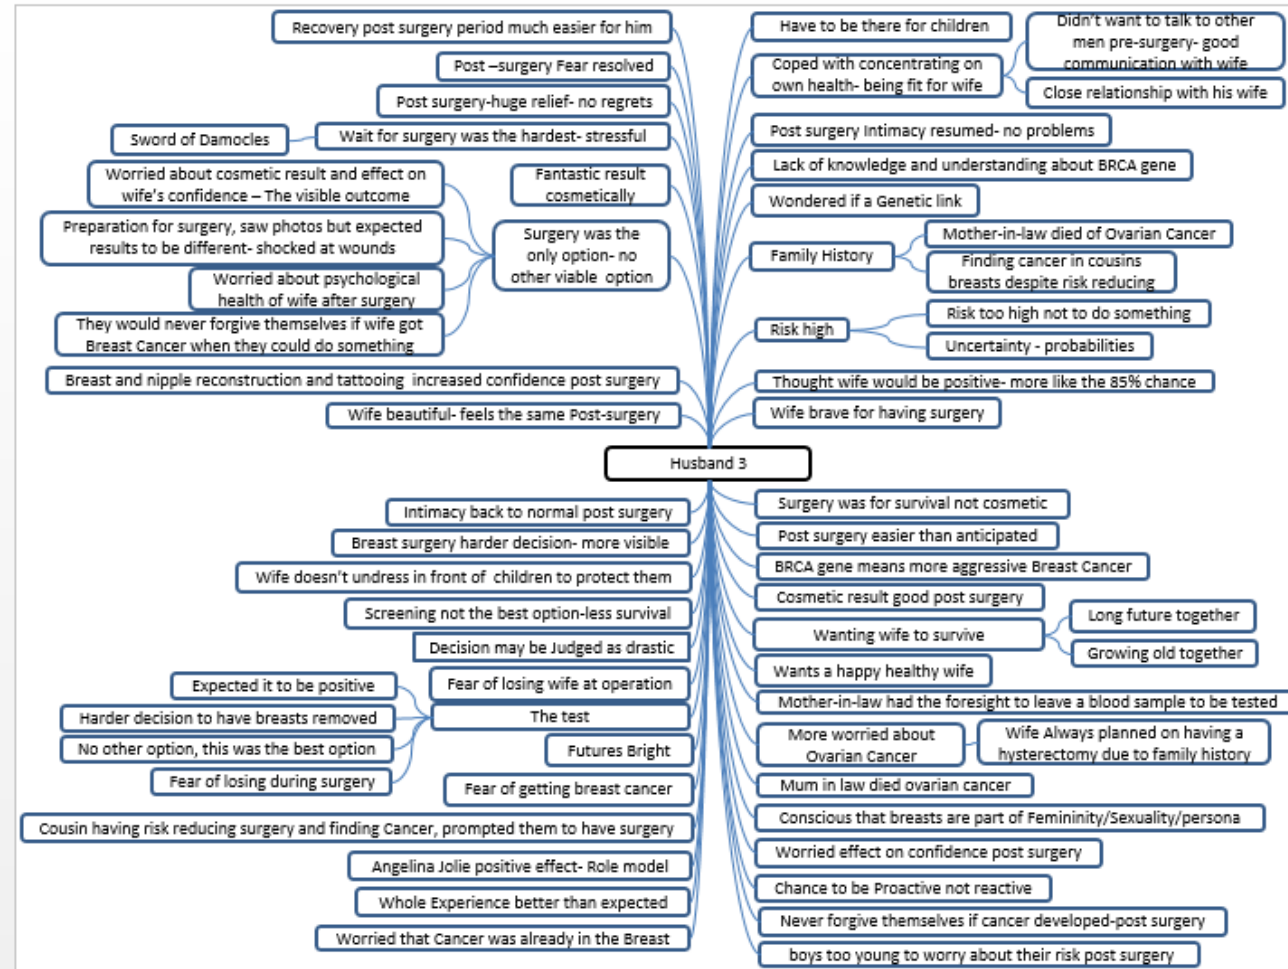 Recovery post surgery period much easier for him
Post –surgery Fear resolved
Post surgery-huge relief- no regrets
Wait for surgery was the hardest- stressful
Sword of Damocles
Fantastic result
cosmetically
Surgery was the
only option- no
other viable option
Worried about cosmetic result and effect on
wife's confidence – The visible outcome
Preparation for surgery, saw photos but expected
results to be different- shocked at wounds
Worried about psychological
health of wife after surgery
They would never forgive themselves if wife got
Breast Cancer when they could do something
Breast and nipple reconstruction and tattooing increased confidence post surgery
Wife beautiful- feels the same Post-surgery
Have to be there for children
Coped with concentrating on
own health- being fit for wife
Didn't want to talk to other
men pre-surgery- good
communication with wife
Close relationship with his wife
Post surgery Intimacy resumed- no problems
Lack of knowledge and understanding about BRCA gene
Wondered if a Genetic link
Family History
Mother-in-law died of Ovarian Cancer
Finding cancer in cousins
breasts despite risk reducing
Risk high
Risk too high not to do something
Uncertainty - probabilities
Thought wife would be positive- more like the 85% chance
Wife brave for having surgery
Husband 3
Intimacy back to normal post surgery
Breast surgery harder decision- more visible
Wife doesn't undress in front of children to protect them
Screening not the best option-less survival
Decision may be Judged as drastic
Fear of losing wife at operation
The test
Expected it to be positive
Harder decision to have breasts removed
No other option, this was the best option
Fear of losing during surgery
Futures Bright
Fear of getting breast cancer
Cousin having risk reducing surgery and finding Cancer, prompted them to have surgery
Angelina Jolie positive effect- Role model
Whole Experience better than expected
Worried that Cancer was already in the Breast
Surgery was for survival not cosmetic
Post surgery easier than anticipated
BRCA gene means more aggressive Breast Cancer
Cosmetic result good post surgery
Wanting wife to survive
Long future together
Growing old together
Wants a happy healthy wife
Mother-in-law had the foresight to leave a blood sample to be tested
More worried about
Ovarian Cancer
Wife Always planned on having a
hysterectomy due to family history
Mum in law died ovarian cancer
Conscious that breasts are part of Femininity/Sexuality/persona
Worried effect on confidence post surgery
Chance to be Proactive not reactive
Never forgive themselves if cancer developed-post surgery
boys too young to worry about their risk post surgery